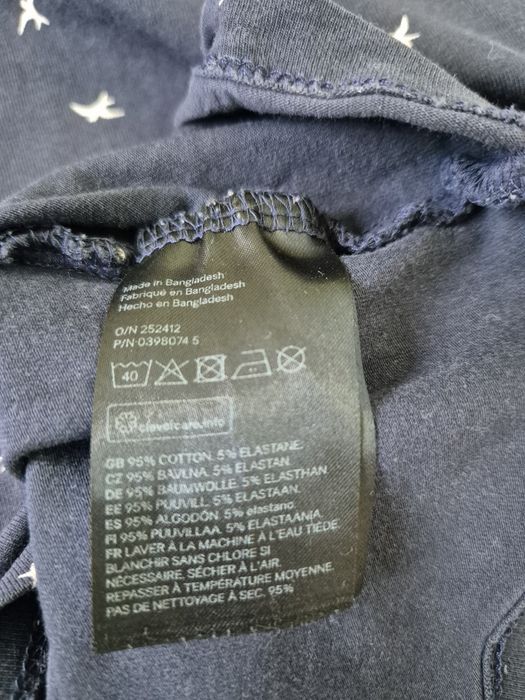 Made in Bangladesh
Fabriqué en Bangladesh
Hecho en Bangladesh
O/N 252412
P/N 0398074 5
40
clevercare.info
GB 95% COTTON. 5% ELASTANE.
CZ 95% BAVLNA. 5% ELASTAN.
DE 95% BAUMWOLLE. 5% ELASTHAN
EE 95% PUUVILL. 5% ELASTAAN.
ES 95% ALGODÓN. 5% elastano.
FI 95% PUUVILLAA. 5% ELASTAANIA.
FR LAVER À LA MACHINE À L'EAU TIÈDE.
BLANCHIR SANS CHLORE SI
NÉCESSAIRE. SÉCHER À L'AIR.
REPASSER À TEMPÉRATURE MOYENNE.
PAS DE NETTOYAGE À SEC. 95%